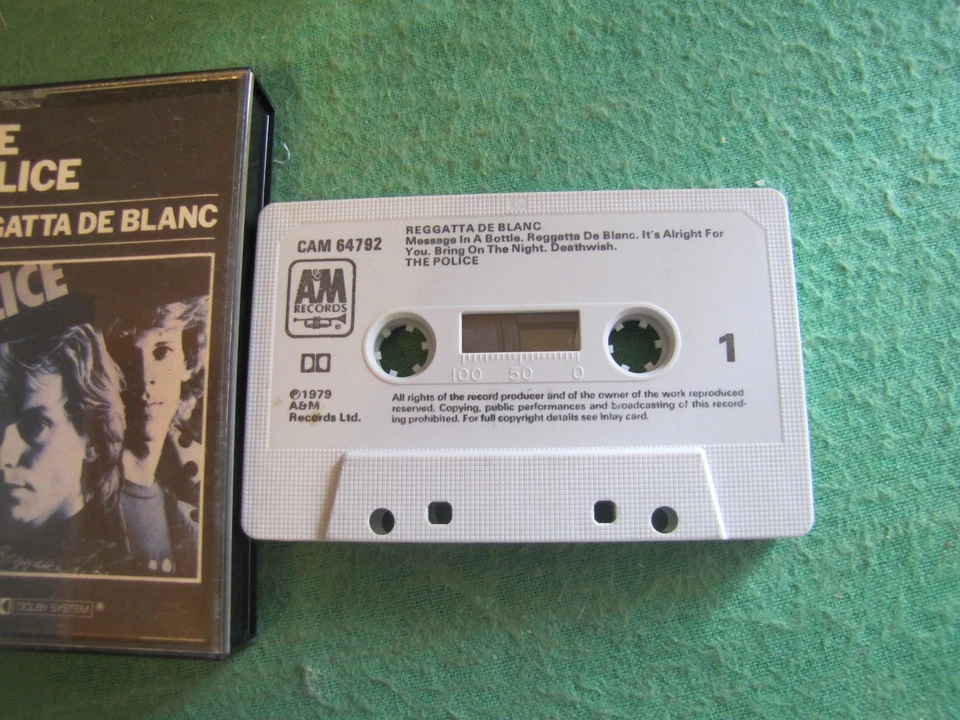 E
LICE
GATTA DE BLANC
LICE
DOLBY SYSTEM
CAM 64792
A&M
RECORDS
REGGATTA DE BLANC
Message In A Bottle. Reggatta De Blanc. It's Alright For
You. Bring On The Night. Deathwish.
THE POLICE
1
100 50 0
℗1979
A&M
Records Ltd.
All rights of the record producer and of the owner of the work reproduced
reserved. Copying, public performances and broadcasting of this record-
ing prohibited. For full copyright details see inlay card.